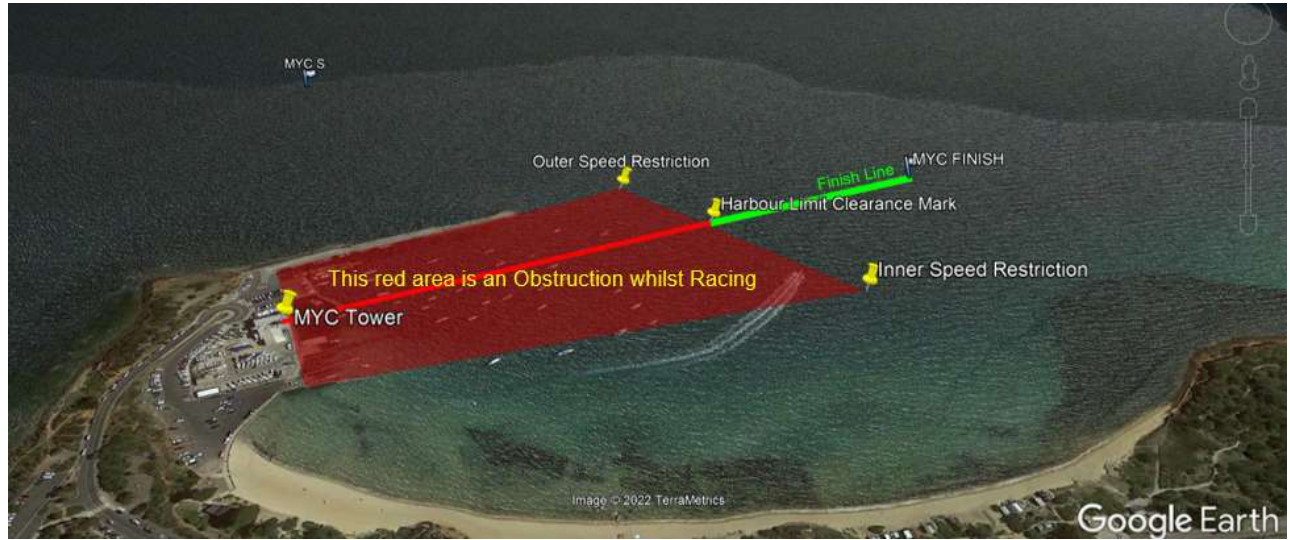 MYC S
Outer Speed Restriction
MYC FINISH
Finish Line
Harbour Limit Clearance Mark
Inner Speed Restriction
This red area is an Obstruction whilst Racing
MYC Tower
Image © 2022 TerraMetrics
Google Earth